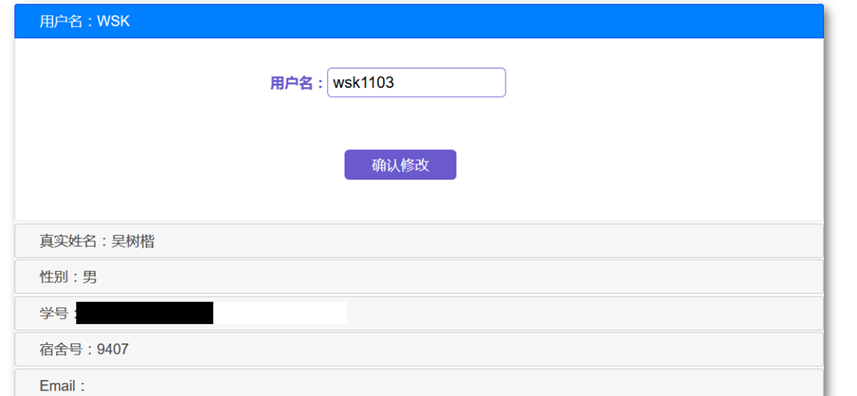 用户名：WSK
用户名：wsk1103
确认修改
真实姓名：吴树楷
性别：男
学号：
宿舍号：9407
Email：